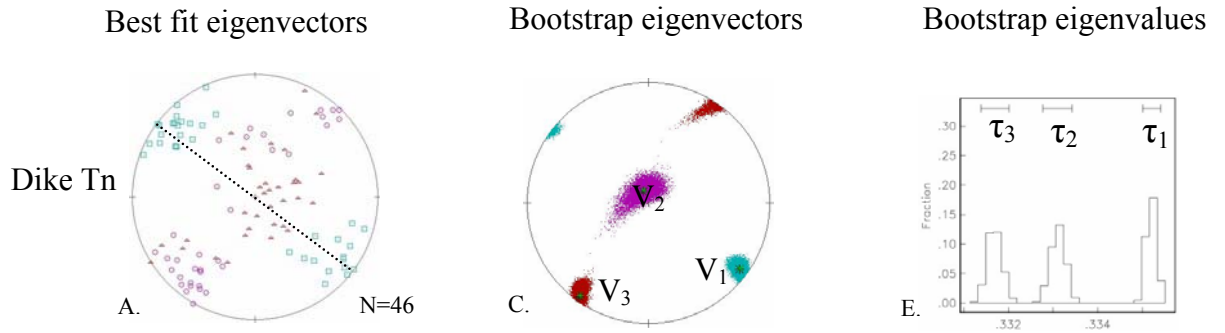 Best fit eigenvectors
Bootstrap eigenvectors
Bootstrap eigenvalues
Dike Tn
A.
N=46
V₂
V₁
V₃
C.
τ₃
τ₂
τ₁
.30
.25
.20
.15
.10
.05
.00
Fraction
.332
.334
E.